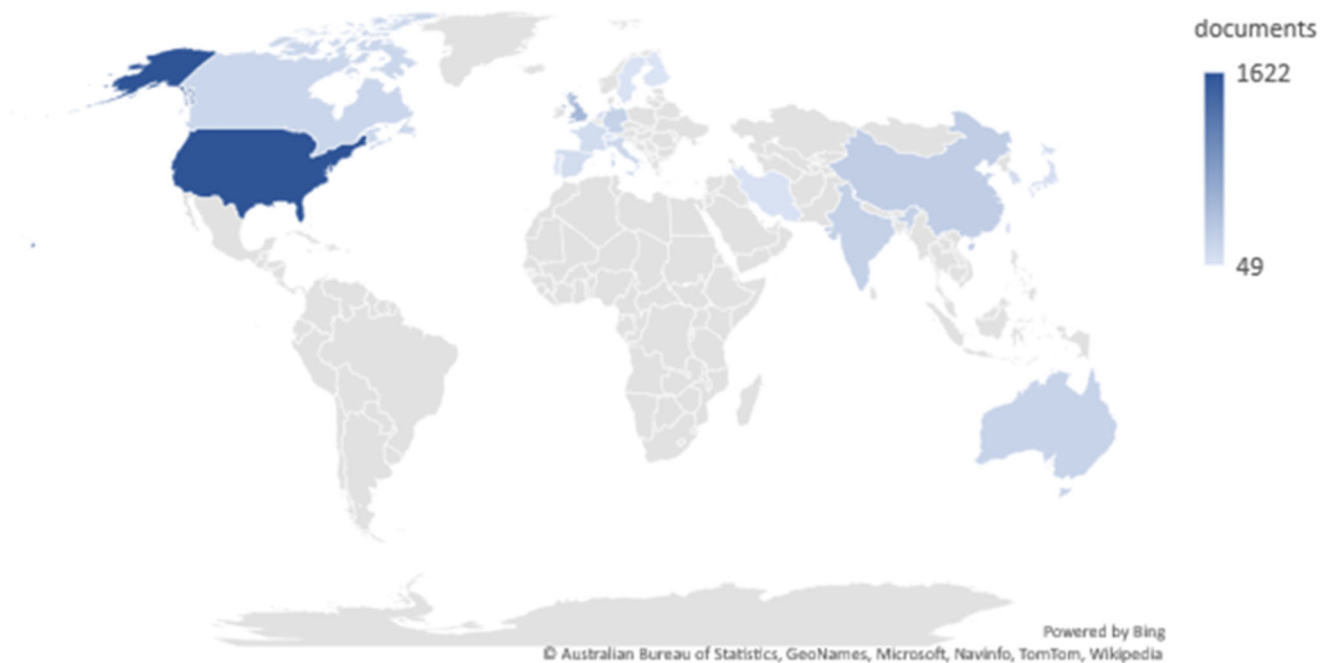 documents
1622
49
Powered by Bing
© Australian Bureau of Statistics, GeoNames, Microsoft, Navinfo, TomTom, Wikipedia